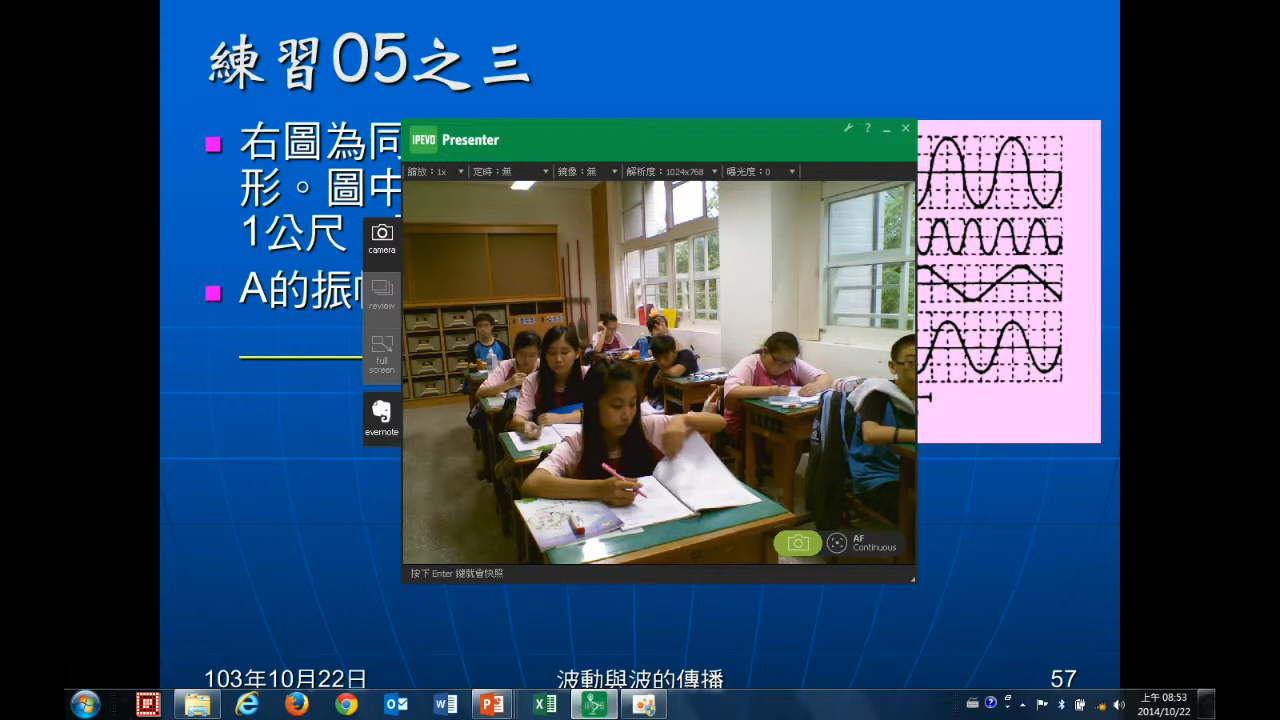 練習05之三
右圖為同
形。圖中
1公尺
A的振
IPEVO Presenter
?
縮放：1x 定時：無 鏡像：無 解析度：1024x768 曝光度：0
camera
review
full
screen
evernote
AF
Continuous
按下 Enter 鍵就會快照
103年10月22日 波動與波的傳播 57
上午 08:53
2014/10/22